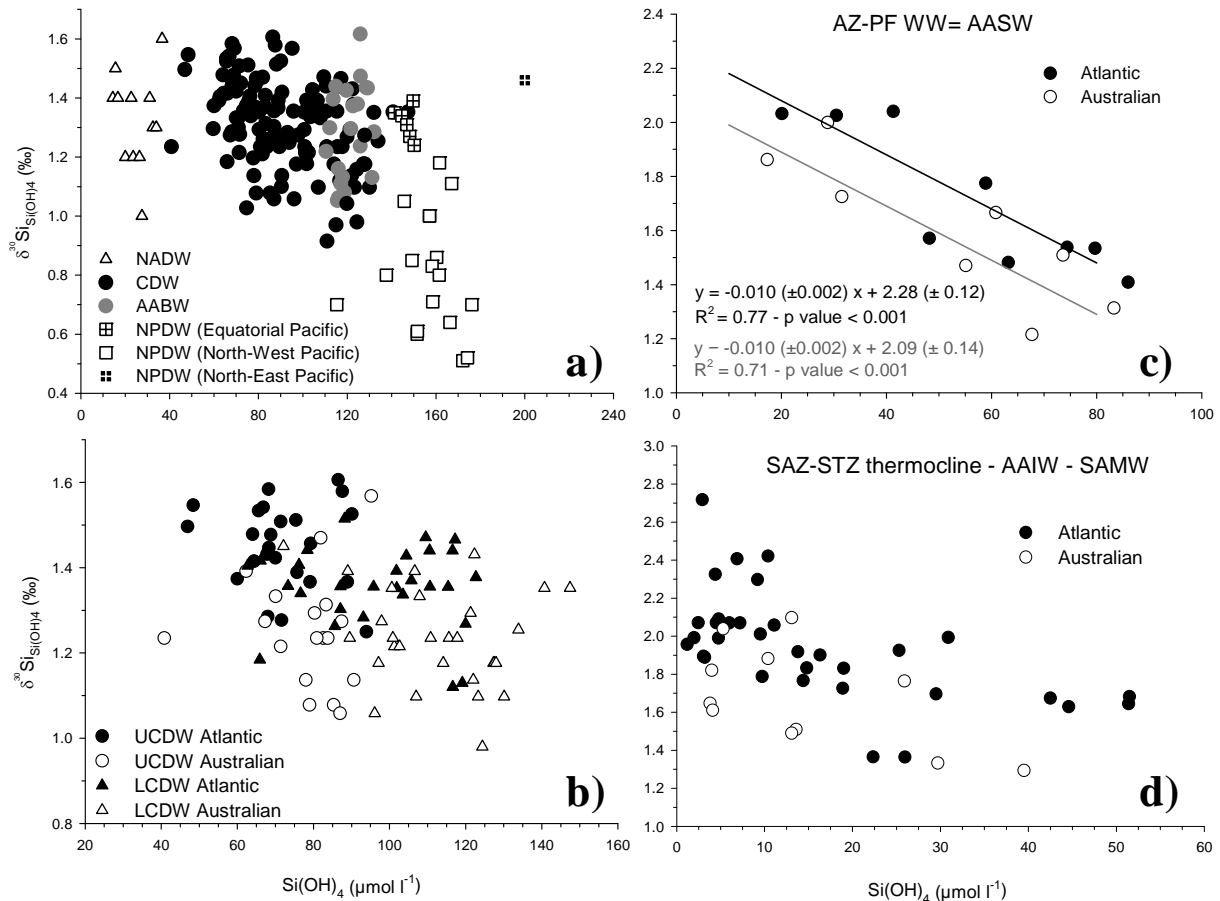 a)
1.6
1.4
1.2
1.0
0.8
0.6
0.4
δ³⁰Si_Si(OH)4 (‰)
NADW
CDW
AABW
NPDW (Equatorial Pacific)
NPDW (North-West Pacific)
NPDW (North-East Pacific)
0 40 80 120 160 200 240
AZ-PF WW= AASW
Atlantic
Australian
2.4
2.2
2.0
1.8
1.6
1.4
1.2
1.0
y = -0.010 (±0.002) x + 2.28 (± 0.12)
R² = 0.77 - p value < 0.001
y = -0.010 (±0.002) x + 2.09 (± 0.14)
R² = 0.71 - p value < 0.001
c)
0 20 40 60 80 100
1.6
1.4
1.2
1.0
0.8
δ³⁰Si_Si(OH)4 (‰)
UCDW Atlantic
UCDW Australian
LCDW Atlantic
LCDW Australian
b)
20 40 60 80 100 120 140 160
Si(OH)₄ (µmol l⁻¹)
SAZ-STZ thermocline - AAIW - SAMW
Atlantic
Australian
3.0
2.8
2.6
2.4
2.2
2.0
1.8
1.6
1.4
1.2
1.0
d)
0 10 20 30 40 50 60
Si(OH)₄ (µmol l⁻¹)